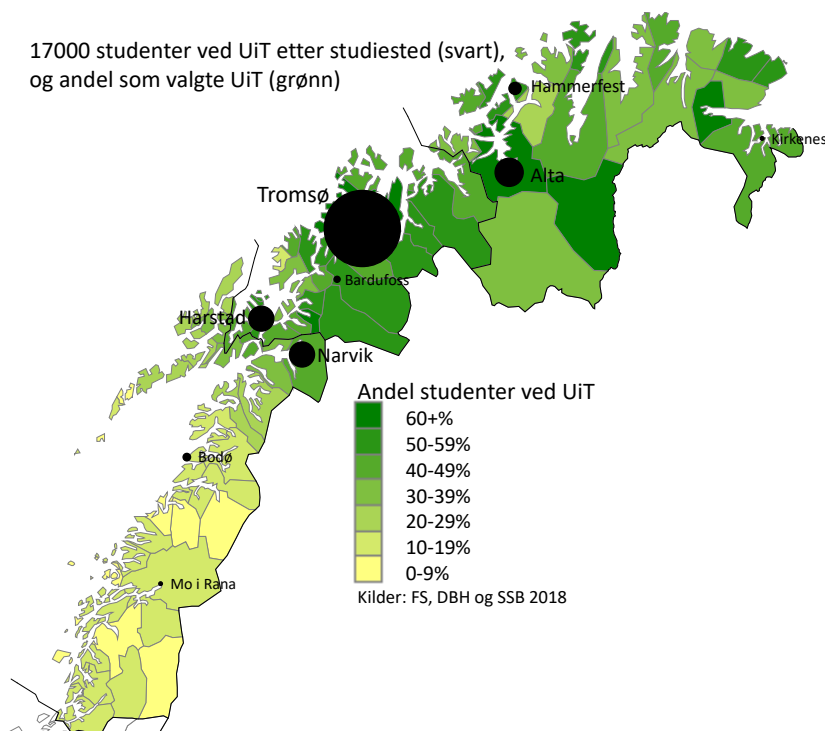 17000 studenter ved UiT etter studiested (svart),
og andel som valgte UiT (grønn)
Hammerfest
Kirkenes
Alta
Tromsø
Bardufoss
Harstad
Narvik
Andel studenter ved UiT
60+%
50-59%
40-49%
30-39%
20-29%
10-19%
0-9%
Kilder: FS, DBH og SSB 2018
Bodø
Mo i Rana